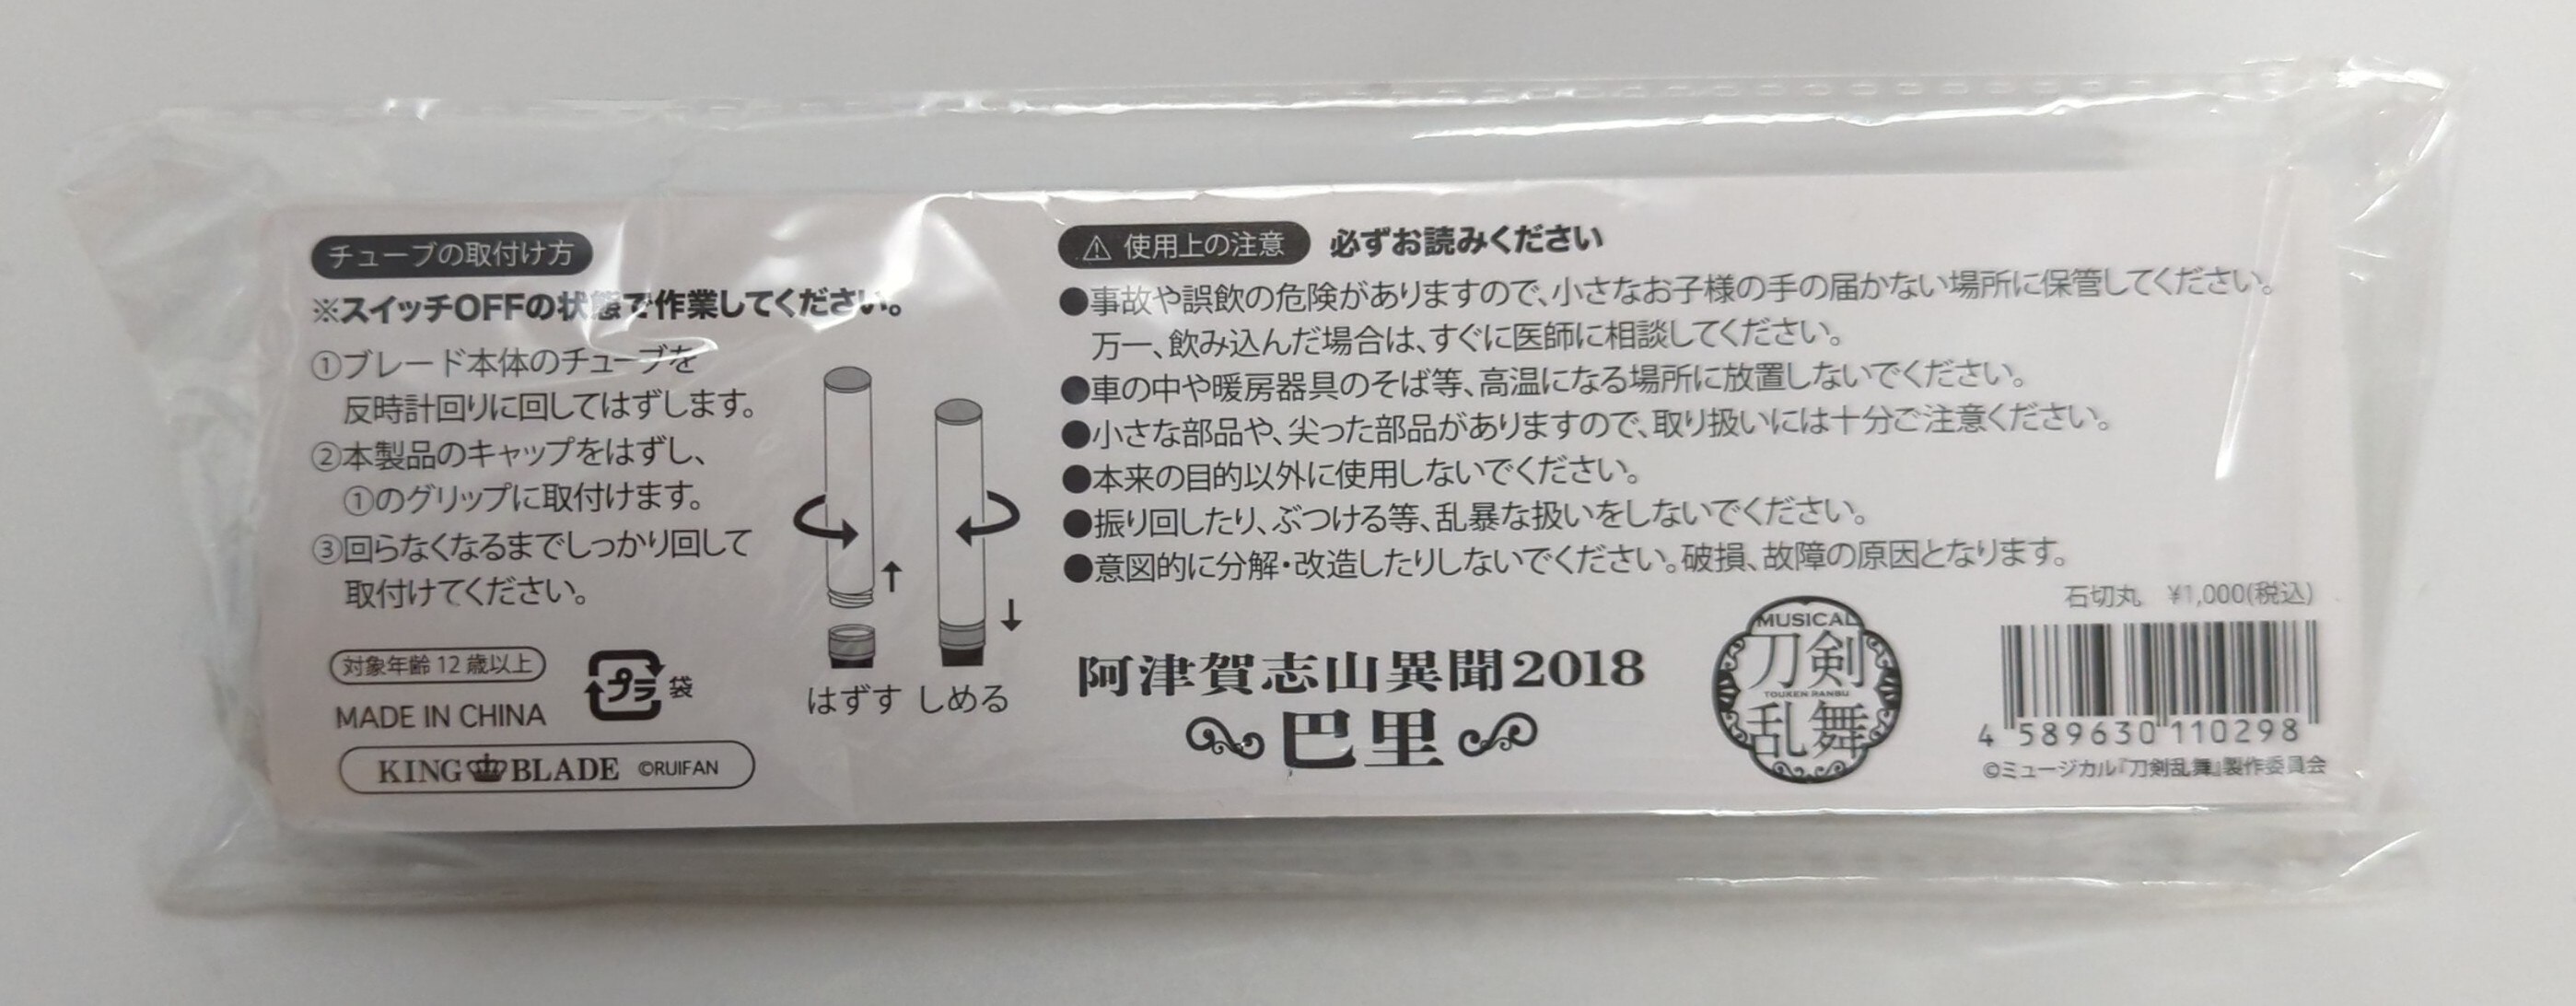 チューブの取付け方
※スイッチOFFの状態で作業してください。
①ブレード本体のチューブを
反時計回りに回してはずします。
②本製品のキャップをはずし、
①のグリップに取付けます。
③回らなくなるまでしっかり回して
取付けてください。
はずす しめる
対象年齢12歳以上
プラ 袋
MADE IN CHINA
KING BLADE ©RUIFAN
⚠ 使用上の注意 必ずお読みください
●事故や誤飲の危険がありますので、小さなお子様の手の届かない場所に保管してください。
万一、飲み込んだ場合は、すぐに医師に相談してください。
●車の中や暖房器具のそば等、高温になる場所に放置しないでください。
●小さな部品や、尖った部品がありますので、取り扱いには十分ご注意ください。
●本来の目的以外に使用しないでください。
●振り回したり、ぶつける等、乱暴な扱いをしないでください。
●意図的に分解・改造したりしないでください。破損、故障の原因となります。
阿津賀志山異聞2018
巴里
MUSICAL
刀剣
TOUKEN RANBU
乱舞
石切丸 ¥1,000(税込)
4 589630 110298
©ミュージカル『刀剣乱舞』製作委員会